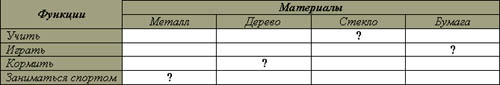 Функции Материалы
Металл Дерево Стекло Бумага
Учить ?
Играть ?
Кормить ?
Заниматься спортом ?